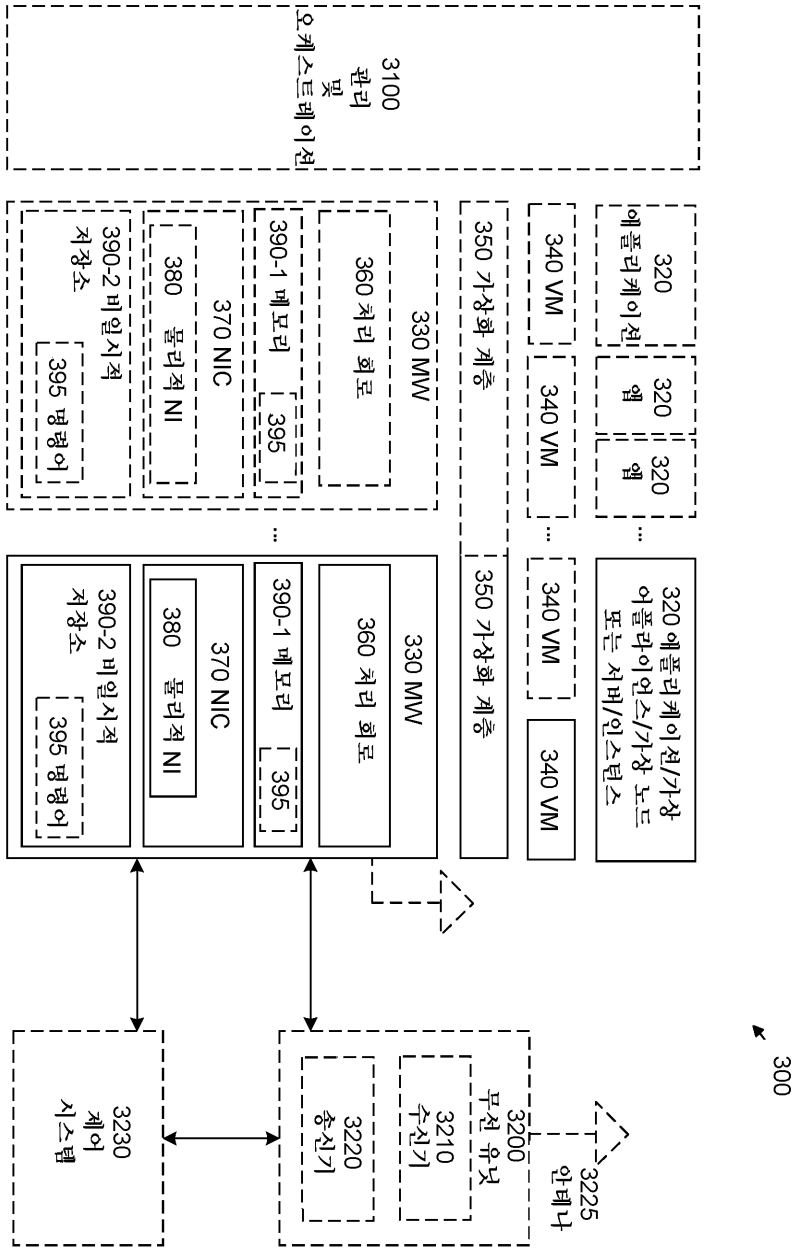 300
320
애플리케이션
320
앱
320
앱
...
320 애플리케이션/가상
어플라이언스/가상 노드
또는 서버/인스턴스
340 VM
340 VM
...
340 VM
340 VM
350 가상화 계층
350 가상화 계층
330 MW
360 처리 회로
390-1 메모리
395
370 NIC
380 물리적 NI
390-2 비일시적
저장소
395 명령어
...
330 MW
360 처리 회로
390-1 메모리
395
370 NIC
380 물리적 NI
390-2 비일시적
저장소
395 명령어
3225
안테나
3200
무선 유닛
3210
수신기
3220
송신기
3230
제어
시스템
3100
관리
및
오케스트레이션